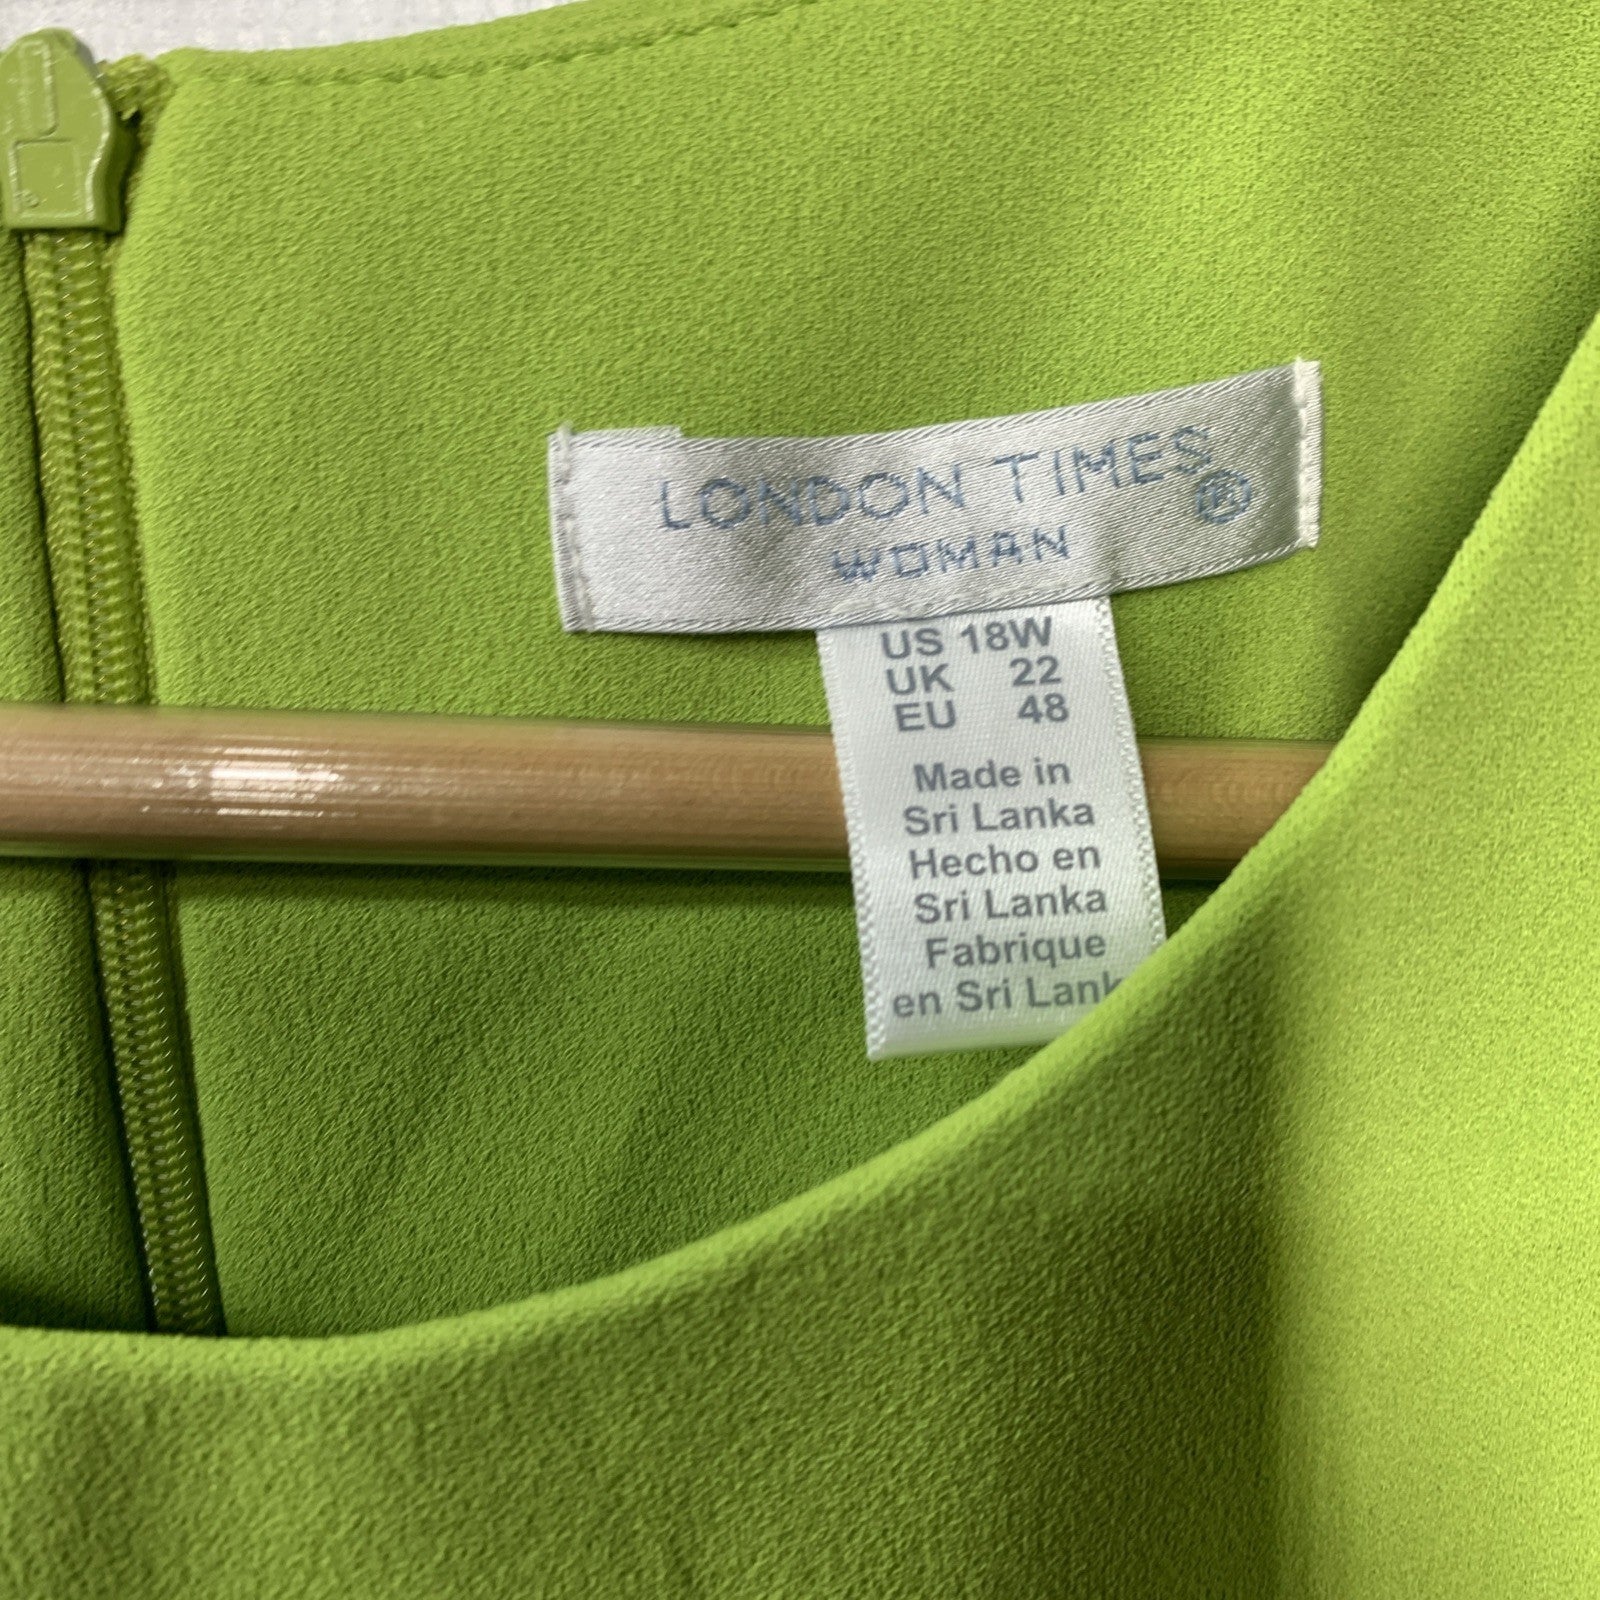 LONDON TIMES ®
WOMAN
US 18W
UK 22
EU 48
Made in
Sri Lanka
Hecho en
Sri Lanka
Fabrique
en Sri Lank